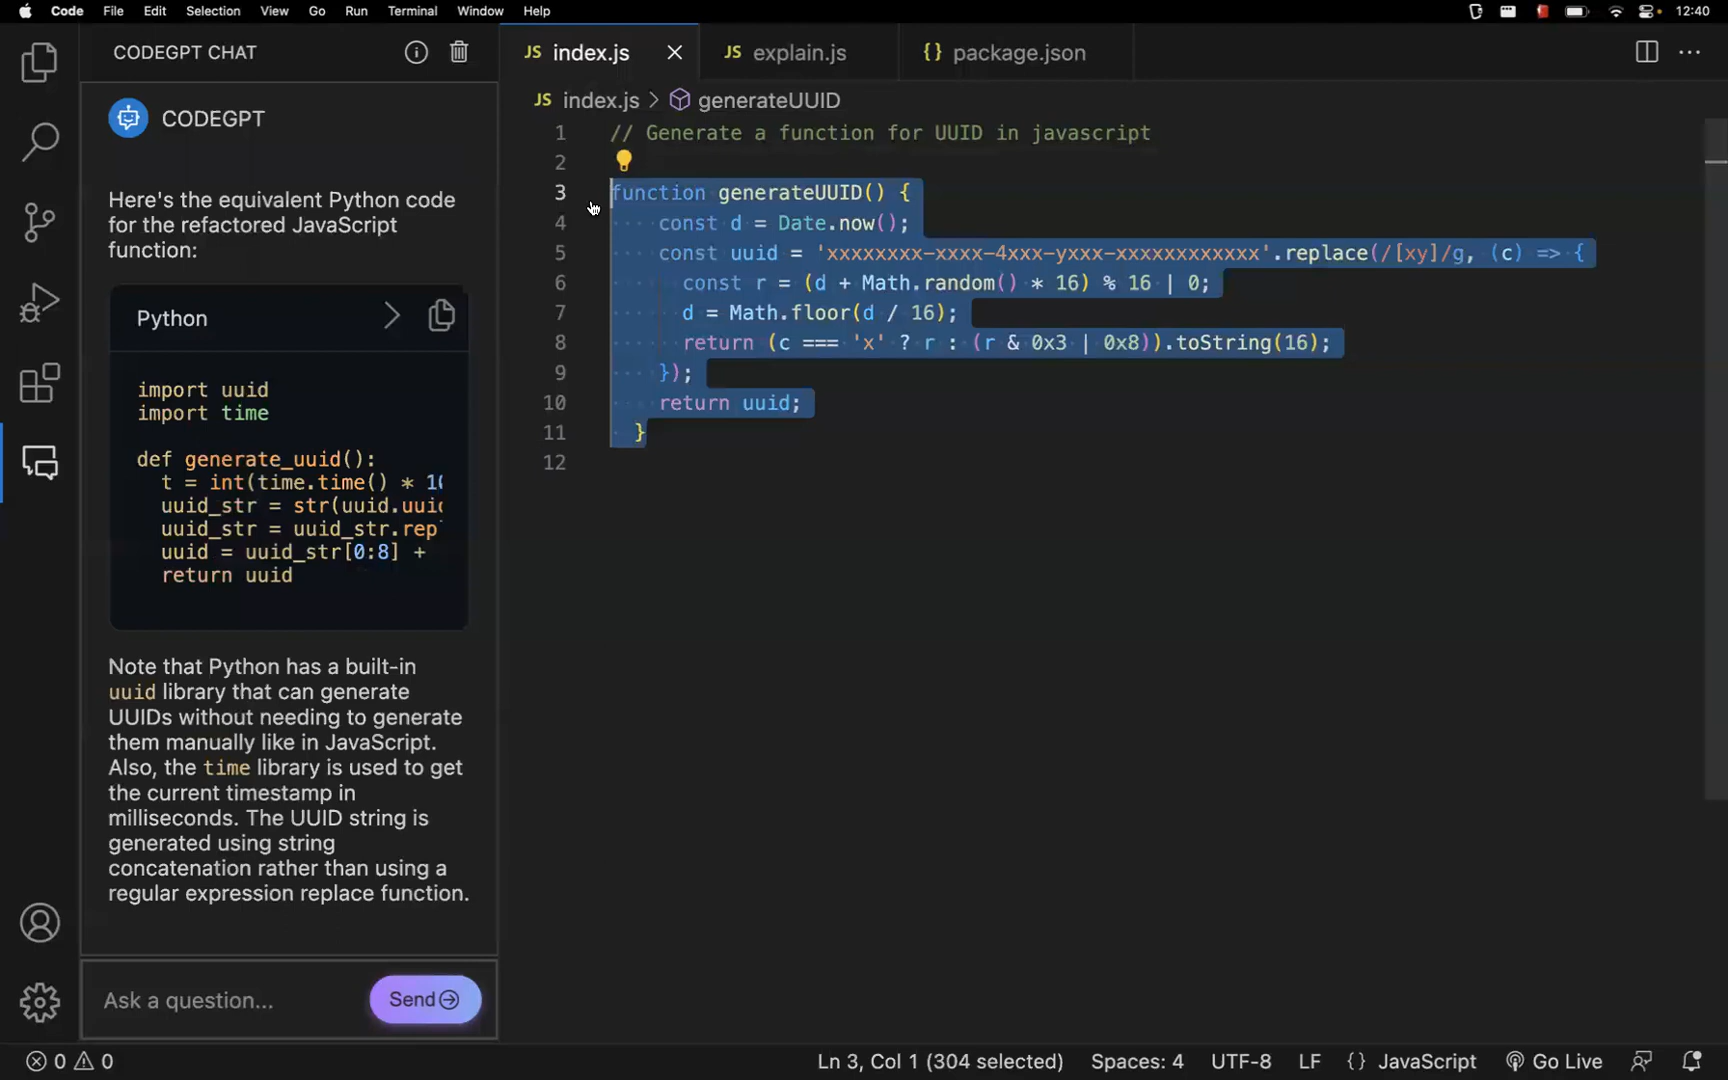 Code File Edit Selection View Go Run Terminal Window Help 12:40
CODEGPT CHAT
JS index.js
JS explain.js
{} package.json
JS index.js > generateUUID
CODEGPT
Here's the equivalent Python code
for the refactored JavaScript
function:
Python
import uuid
import time
def generate_uuid():
t = int(time.time() * 10
uuid_str = str(uuid.uuid
uuid_str = uuid_str.rep
uuid = uuid_str[0:8] +
return uuid
Note that Python has a built-in
uuid library that can generate
UUIDs without needing to generate
them manually like in JavaScript.
Also, the time library is used to get
the current timestamp in
milliseconds. The UUID string is
generated using string
concatenation rather than using a
regular expression replace function.
Ask a question...
Send
1 // Generate a function for UUID in javascript
2
3 function generateUUID() {
4 const d = Date.now();
5 const uuid = 'xxxxxxxx-xxxx-4xxx-yxxx-xxxxxxxxxxxx'.replace(/[xy]/g, (c) => {
6 const r = (d + Math.random() * 16) % 16 | 0;
7 d = Math.floor(d / 16);
8 return (c === 'x' ? r : (r & 0x3 | 0x8)).toString(16);
9 });
10 return uuid;
11 }
12
0 0
Ln 3, Col 1 (304 selected) Spaces: 4 UTF-8 LF {} JavaScript Go Live